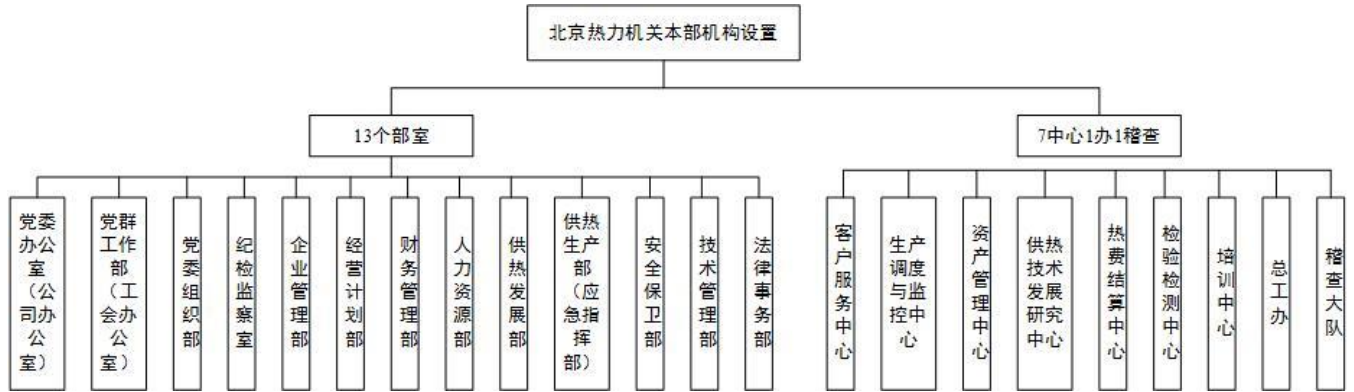 北京热力机关本部机构设置
13个部室
7中心1办1稽查
党委
办公
室
（公
司办
公
室）
党群
工作
部
（工
会办
公
室）
党委组织部
纪检监察室
企业管理部
经营计划部
财务管理部
人力资源部
供热发展部
供热
生产
部
（应
急指
挥
部）
安全保卫部
技术管理部
法律事务部
客户服务中心
生产
调度
与监
控中
心
资产管理中心
供热
技术
发展
研究
中心
热费结算中心
检验检测中心
培训中心
总工办
稽查大队